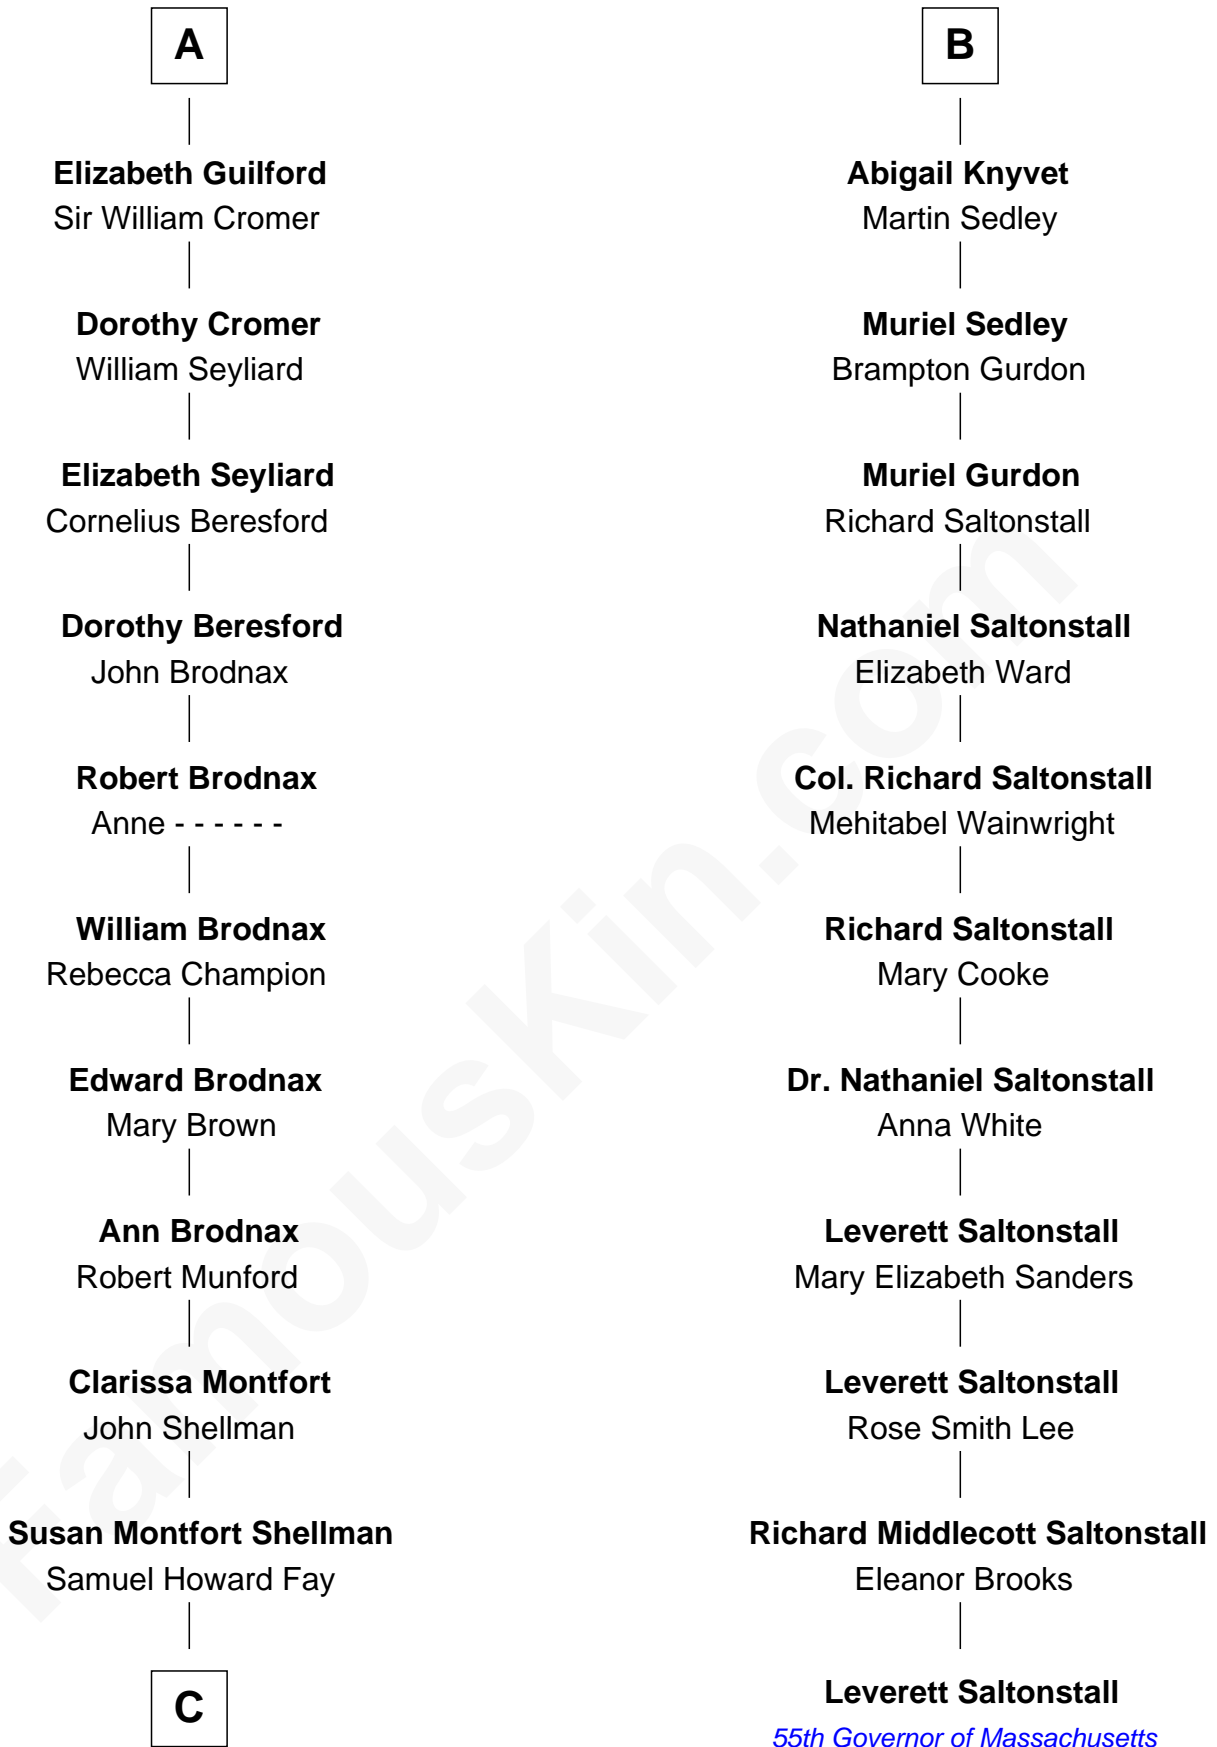 A
Elizabeth Guilford
Sir William Cromer
Dorothy Cromer
William Seyliard
Elizabeth Seyliard
Cornelius Beresford
Dorothy Beresford
John Brodnax
Robert Brodnax
Anne - - - - - -
William Brodnax
Rebecca Champion
Edward Brodnax
Mary Brown
Ann Brodnax
Robert Munford
Clarissa Montfort
John Shellman
Susan Montfort Shellman
Samuel Howard Fay
C
B
Abigail Knyvet
Martin Sedley
Muriel Sedley
Brampton Gurdon
Muriel Gurdon
Richard Saltonstall
Nathaniel Saltonstall
Elizabeth Ward
Col. Richard Saltonstall
Mehitabel Wainwright
Richard Saltonstall
Mary Cooke
Dr. Nathaniel Saltonstall
Anna White
Leverett Saltonstall
Mary Elizabeth Sanders
Leverett Saltonstall
Rose Smith Lee
Richard Middlecott Saltonstall
Eleanor Brooks
Leverett Saltonstall
55th Governor of Massachusetts
famouskin.com